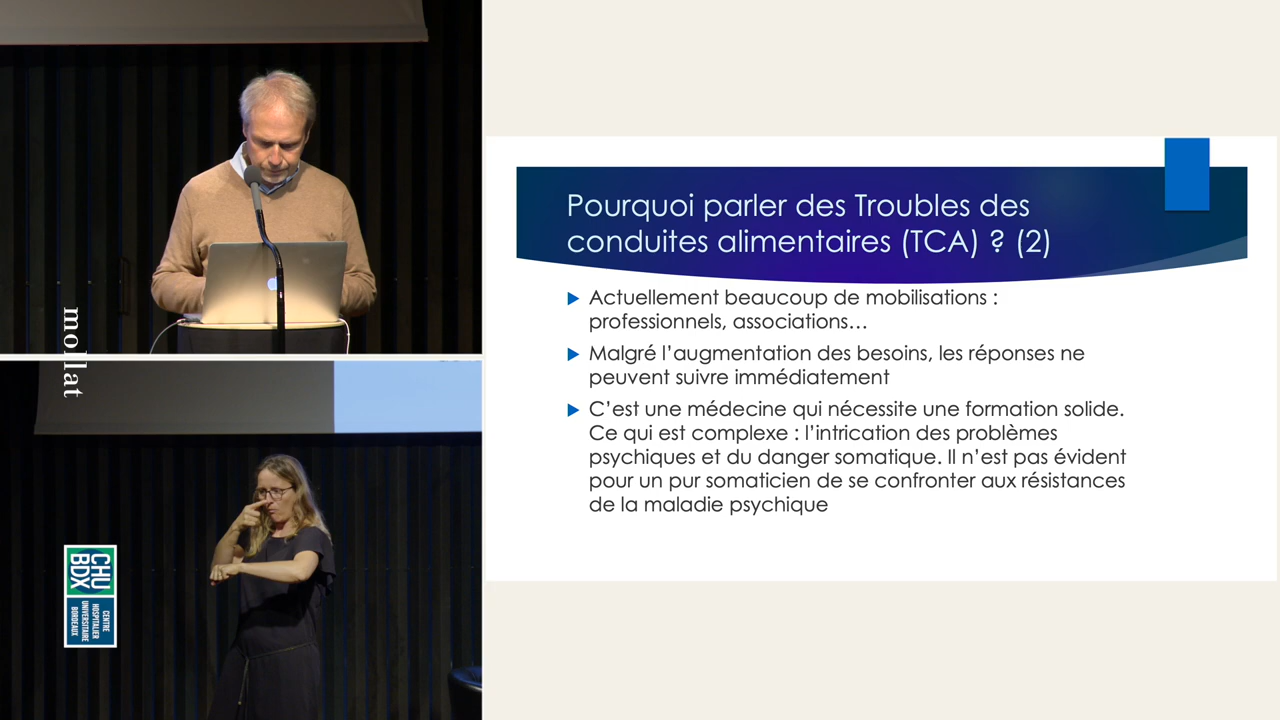 mollat
CHU
BDX
CENTRE
HOSPITALIER
UNIVERSITAIRE
BORDEAUX
Pourquoi parler des Troubles des
conduites alimentaires (TCA) ? (2)
Actuellement beaucoup de mobilisations :
professionnels, associations…
Malgré l’augmentation des besoins, les réponses ne
peuvent suivre immédiatement
C’est une médecine qui nécessite une formation solide.
Ce qui est complexe : l’intrication des problèmes
psychiques et du danger somatique. Il n’est pas évident
pour un pur somaticien de se confronter aux résistances
de la maladie psychique